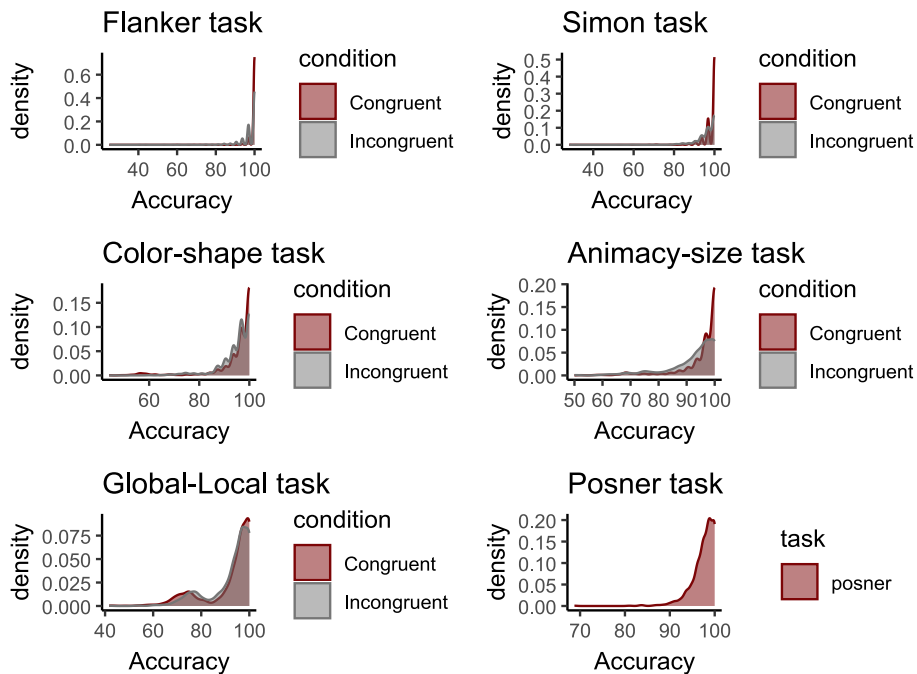 Flanker task
density
0.6
0.4
0.2
0.0
40 60 80 100
Accuracy
condition
Congruent
Incongruent
Simon task
density
0.5
0.4
0.3
0.2
0.1
0.0
40 60 80 100
Accuracy
condition
Congruent
Incongruent
Color-shape task
density
0.15
0.10
0.05
0.00
60 80 100
Accuracy
condition
Congruent
Incongruent
Animacy-size task
density
0.20
0.15
0.10
0.05
0.00
50 60 70 80 90 100
Accuracy
condition
Congruent
Incongruent
Global-Local task
density
0.075
0.050
0.025
0.000
40 60 80 100
Accuracy
condition
Congruent
Incongruent
Posner task
density
0.20
0.15
0.10
0.05
0.00
70 80 90 100
Accuracy
task
posner